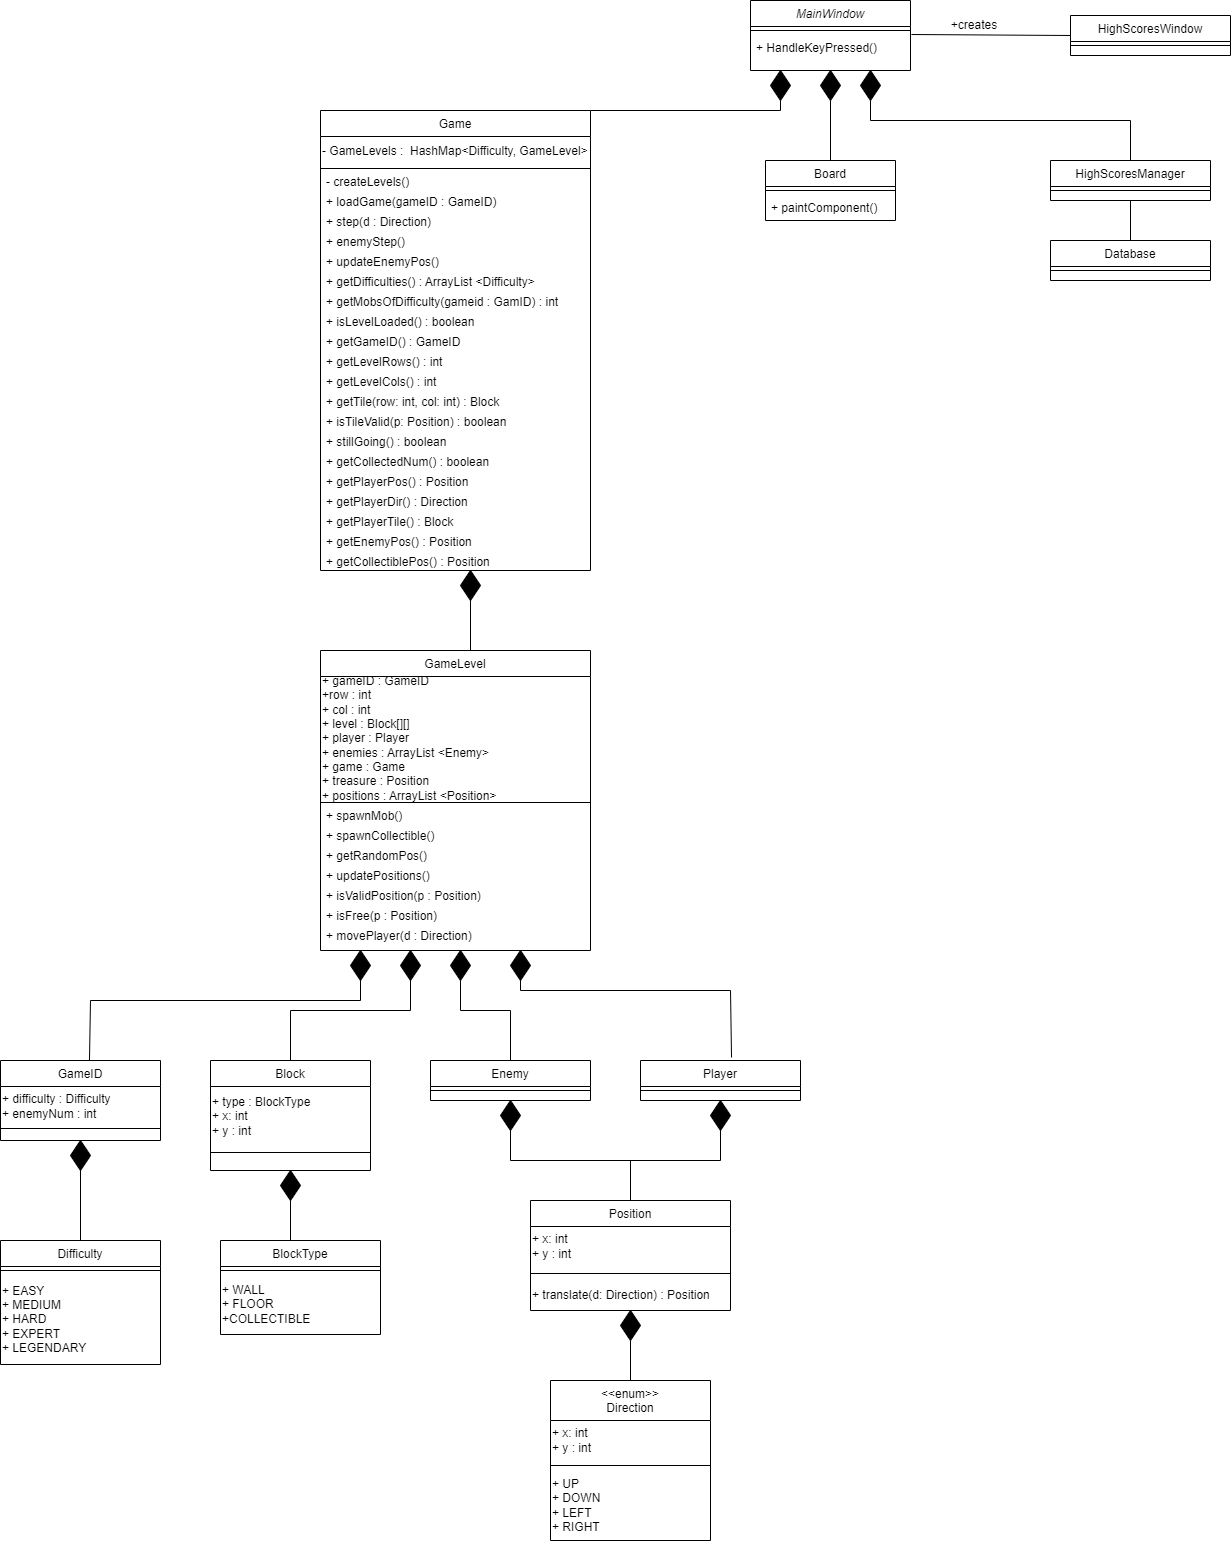 MainWindow
+ HandleKeyPressed()
+creates
HighScoresWindow
Game
- GameLevels :  HashMap<Difficulty, GameLevel>
- createLevels()
+ loadGame(gameID : GameID)
+ step(d : Direction)
+ enemyStep()
+ updateEnemyPos()
+ getDifficulties() : ArrayList <Difficulty>
+ getMobsOfDifficulty(gameid : GamID) : int
+ isLevelLoaded() : boolean
+ getGameID() : GameID
+ getLevelRows() : int
+ getLevelCols() : int
+ getTile(row: int, col: int) : Block
+ isTileValid(p: Position) : boolean
+ stillGoing() : boolean
+ getCollectedNum() : boolean
+ getPlayerPos() : Position
+ getPlayerDir() : Direction
+ getPlayerTile() : Block
+ getEnemyPos() : Position
+ getCollectiblePos() : Position
Board
+ paintComponent()
HighScoresManager
Database
GameLevel
+ gameID : GameID
+row : int
+ col : int
+ level : Block[][]
+ player : Player
+ enemies : ArrayList <Enemy>
+ game : Game
+ treasure : Position
+ positions : ArrayList <Position>
+ spawnMob()
+ spawnCollectible()
+ getRandomPos()
+ updatePositions()
+ isValidPosition(p : Position)
+ isFree(p : Position)
+ movePlayer(d : Direction)
GameID
+ difficulty : Difficulty
+ enemyNum : int
Block
+ type : BlockType
+ x: int
+ y : int
Enemy
Player
Difficulty
+ EASY
+ MEDIUM
+ HARD
+ EXPERT
+ LEGENDARY
BlockType
+ WALL
+ FLOOR
+COLLECTIBLE
Position
+ x: int
+ y : int
+ translate(d: Direction) : Position
<<enum>>
Direction
+ x: int
+ y : int
+ UP
+ DOWN
+ LEFT
+ RIGHT